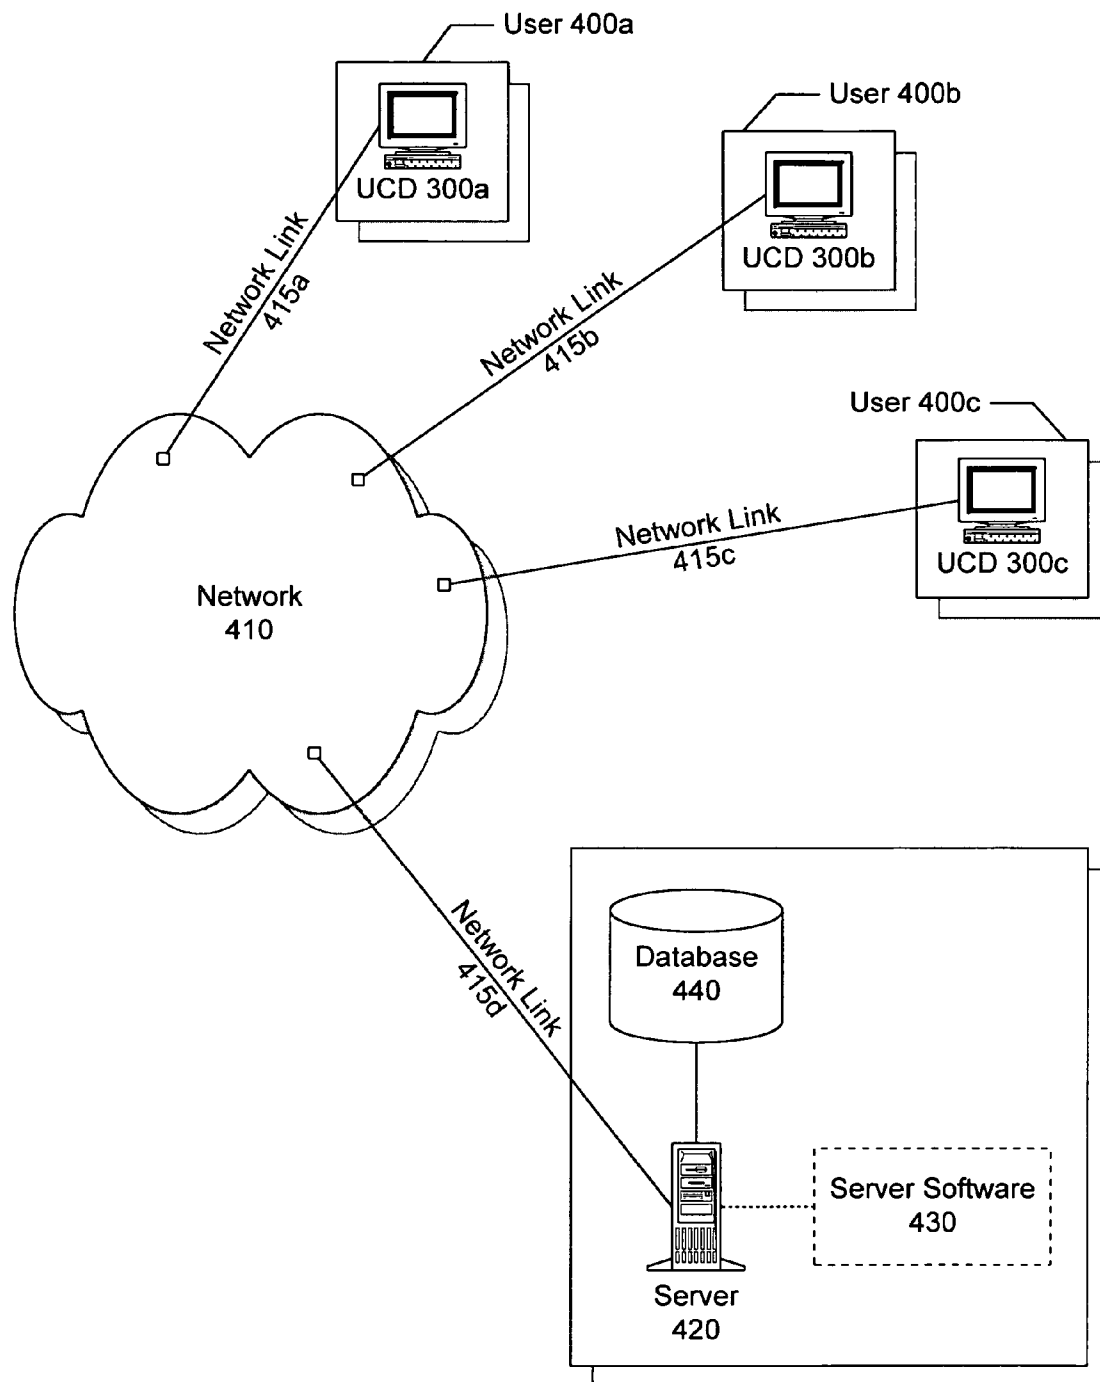 User 400a
UCD 300a
User 400b
UCD 300b
Network Link
415a
Network Link
415b
User 400c
UCD 300c
Network Link
415c
Network
410
Network Link
415d
Database
440
Server Software
430
Server
420